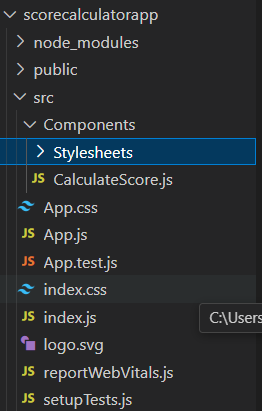 scorecalculatorapp
node_modules
public
src
Components
Stylesheets
JS CalculateScore.js
App.css
JS App.js
JS App.test.js
index.css
JS index.js
C:\Users
logo.svg
JS reportWebVitals.js
JS setupTests.js